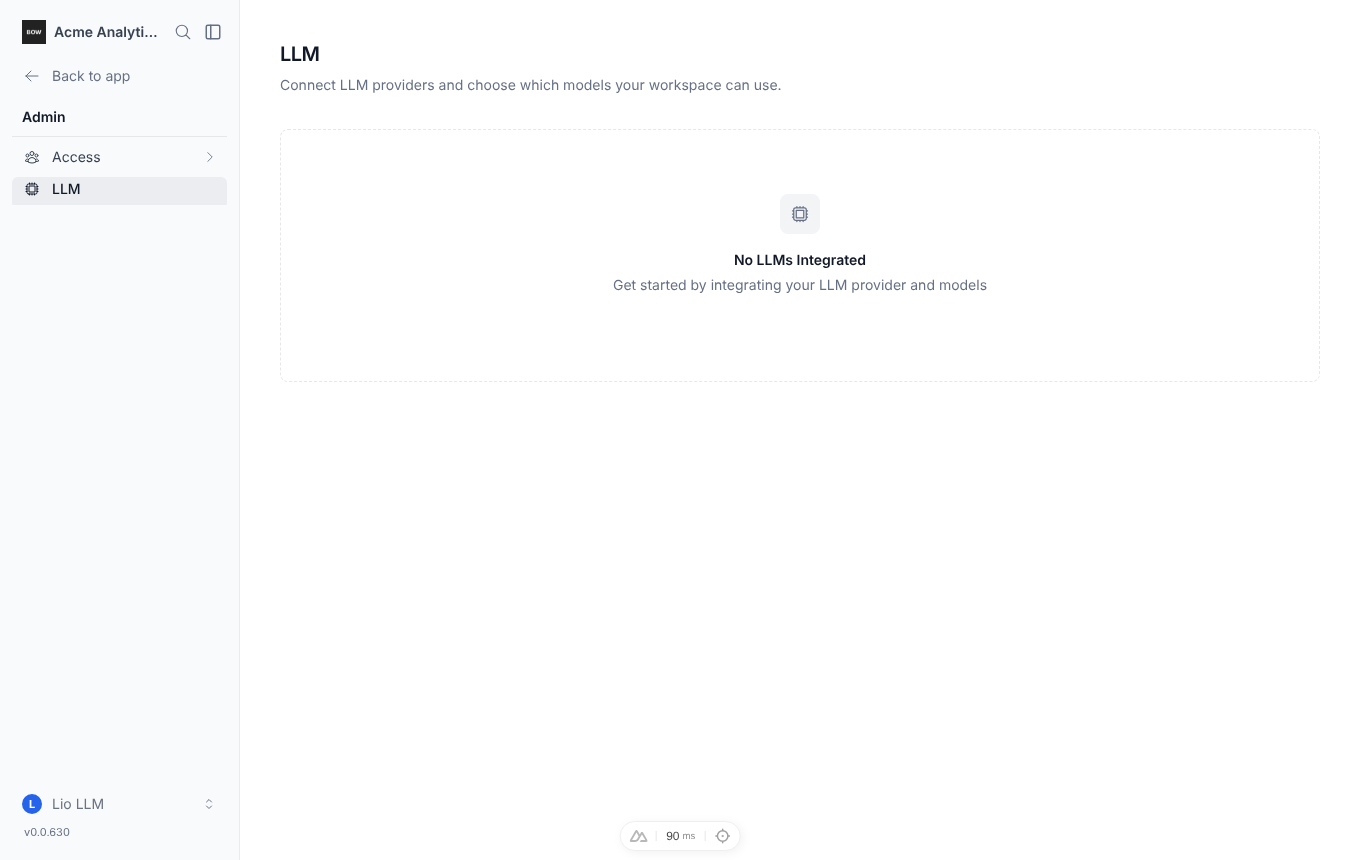 BOW
Acme Analyti...
Back to app
Admin
Access
LLM
Lio LLM
L
v0.0.630
LLM
Connect LLM providers and choose which models your workspace can use.
No LLMs Integrated
Get started by integrating your LLM provider and models
90 ms